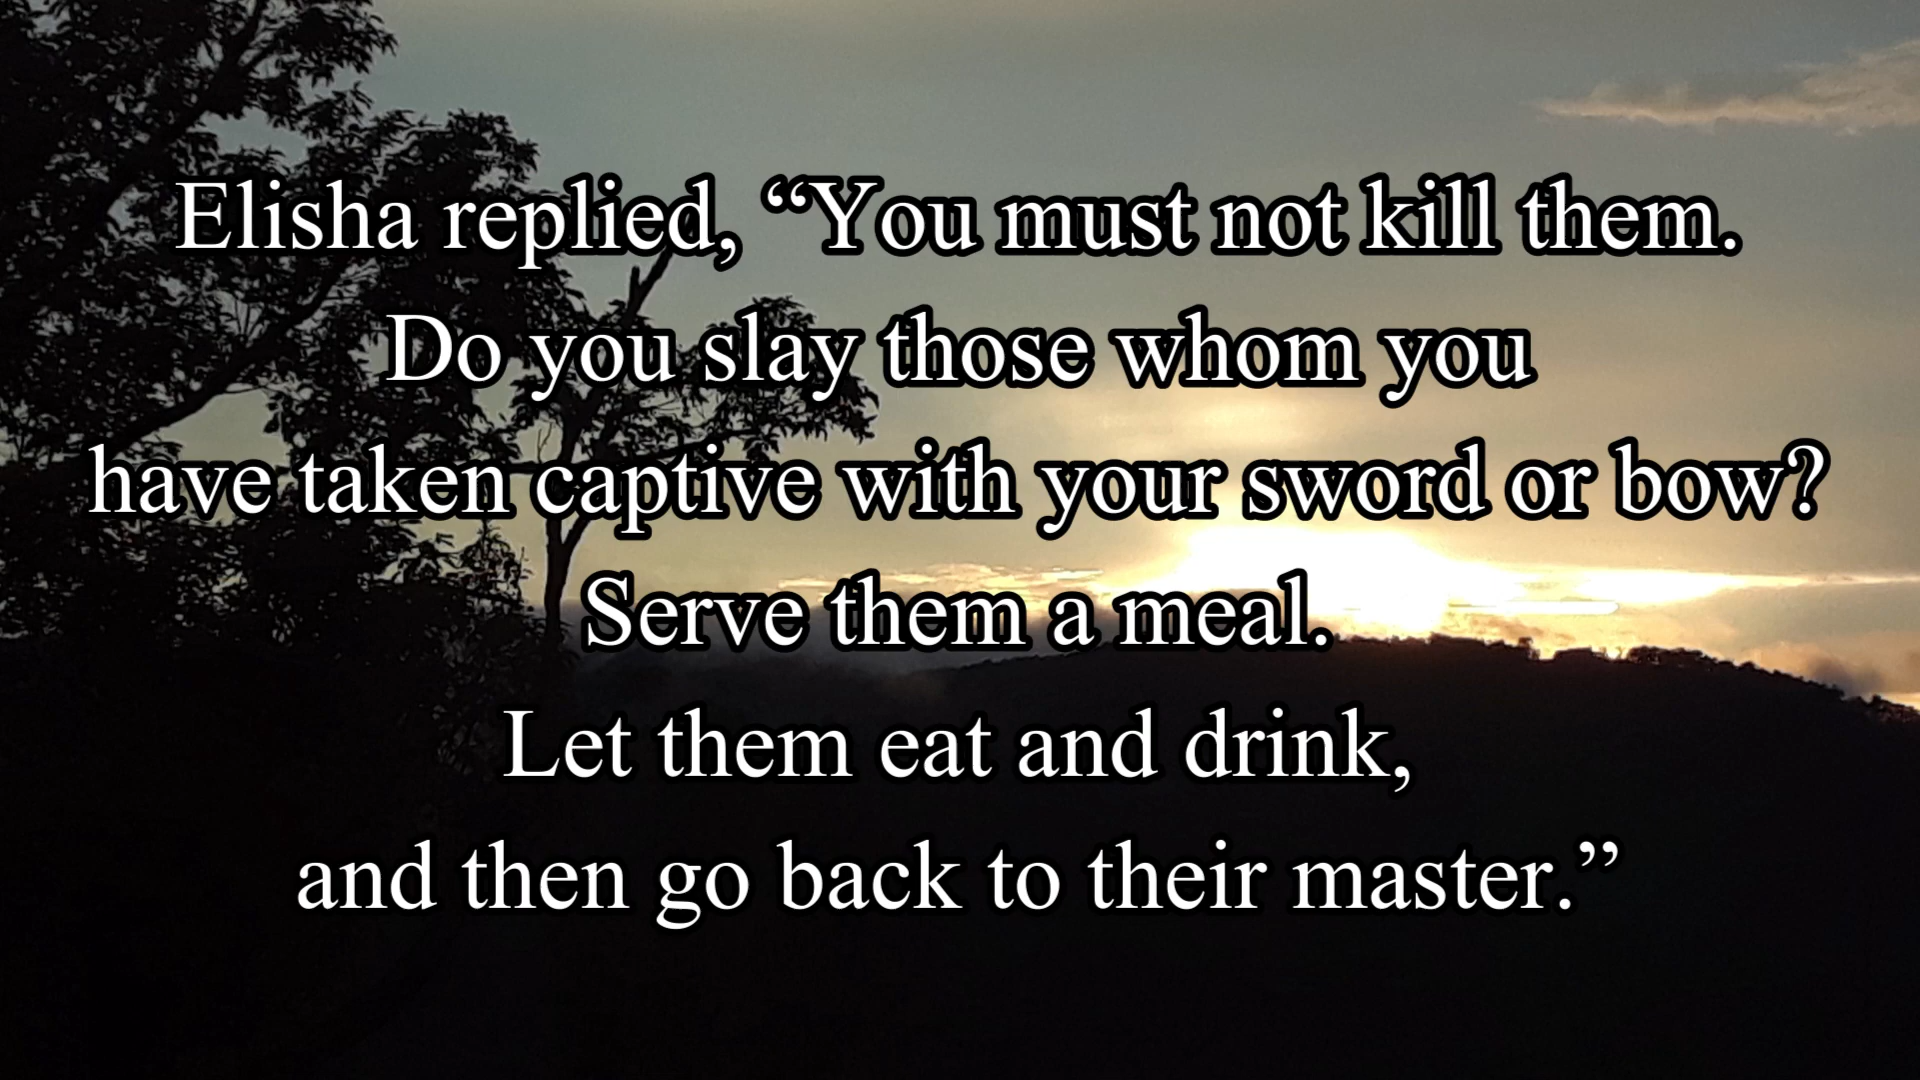 Elisha replied, “You must not kill them.
Do you slay those whom you
have taken captive with your sword or bow?
Serve them a meal.
Let them eat and drink,
and then go back to their master.”